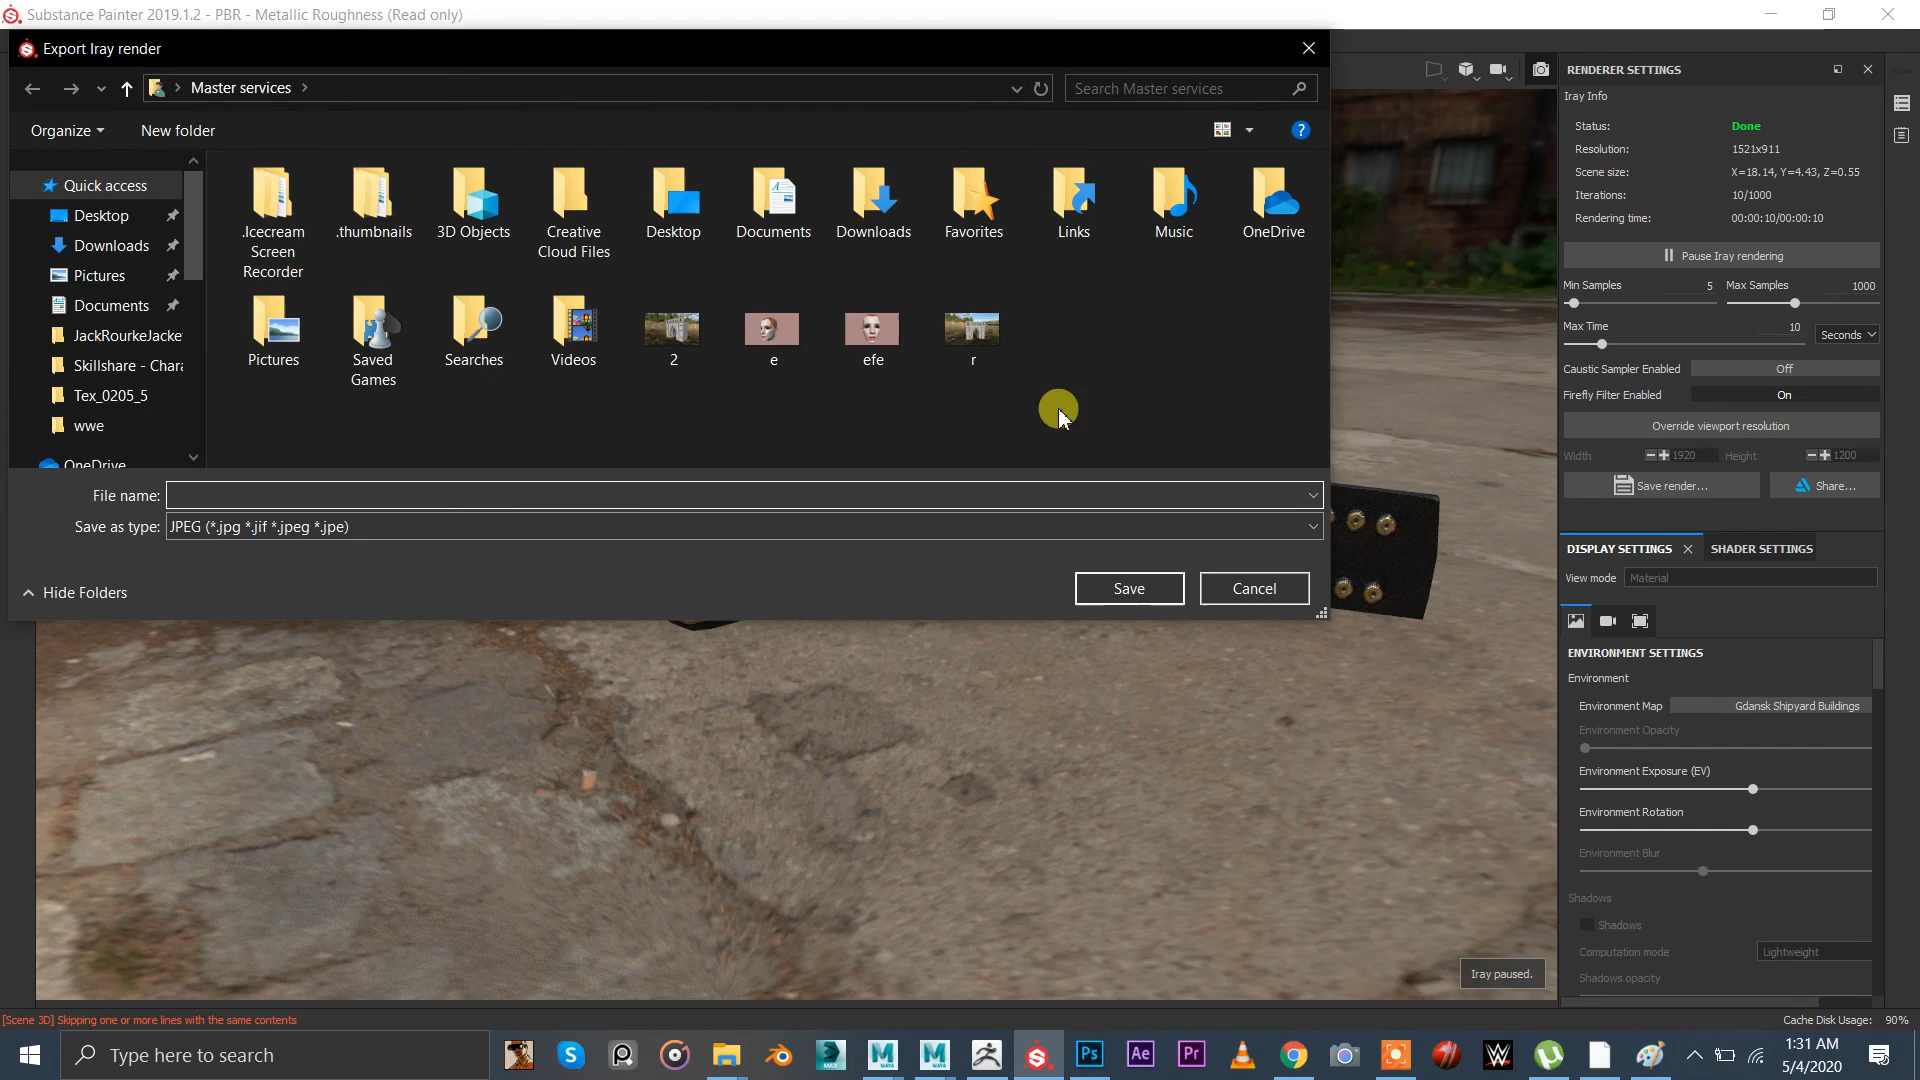 Substance Painter 2019.1.2 - PBR - Metallic Roughness (Read only)
Export Iray render
Master services
Search Master services
Organize
New folder
Quick access
Desktop
Downloads
Pictures
Documents
JackRourkeJacke
Skillshare - Chara
Tex_0205_5
wwe
OneDrive
.Icecream Screen Recorder
.thumbnails
3D Objects
Creative Cloud Files
Desktop
Documents
Downloads
Favorites
Links
Music
OneDrive
Pictures
Saved Games
Searches
Videos
2
e
efe
r
File name:
Save as type: JPEG (*.jpg *.jif *.jpeg *.jpe)
Hide Folders
Save
Cancel
RENDERER SETTINGS
Iray Info
Status: Done
Resolution: 1521x911
Scene size: X=18.14, Y=4.43, Z=0.55
Iterations: 10/1000
Rendering time: 00:00:10/00:00:10
Pause Iray rendering
Min Samples 5 Max Samples 1000
Max Time 10 Seconds
Caustic Sampler Enabled Off
Firefly Filter Enabled On
Override viewport resolution
Width 1920 Height 1200
Save render... Share...
DISPLAY SETTINGS SHADER SETTINGS
View mode Material
ENVIRONMENT SETTINGS
Environment
Environment Map Gdansk Shipyard Buildings
Environment Opacity
Environment Exposure (EV)
Environment Rotation
Environment Blur
Shadows
Shadows
Computation mode Lightweight
Shadows opacity
Iray paused.
[Scene 3D] Skipping one or more lines with the same contents
Cache Disk Usage: 90%
Type here to search
MAX
MAYA
MAYA
Ps
Ae
Pr
1:31 AM
5/4/2020